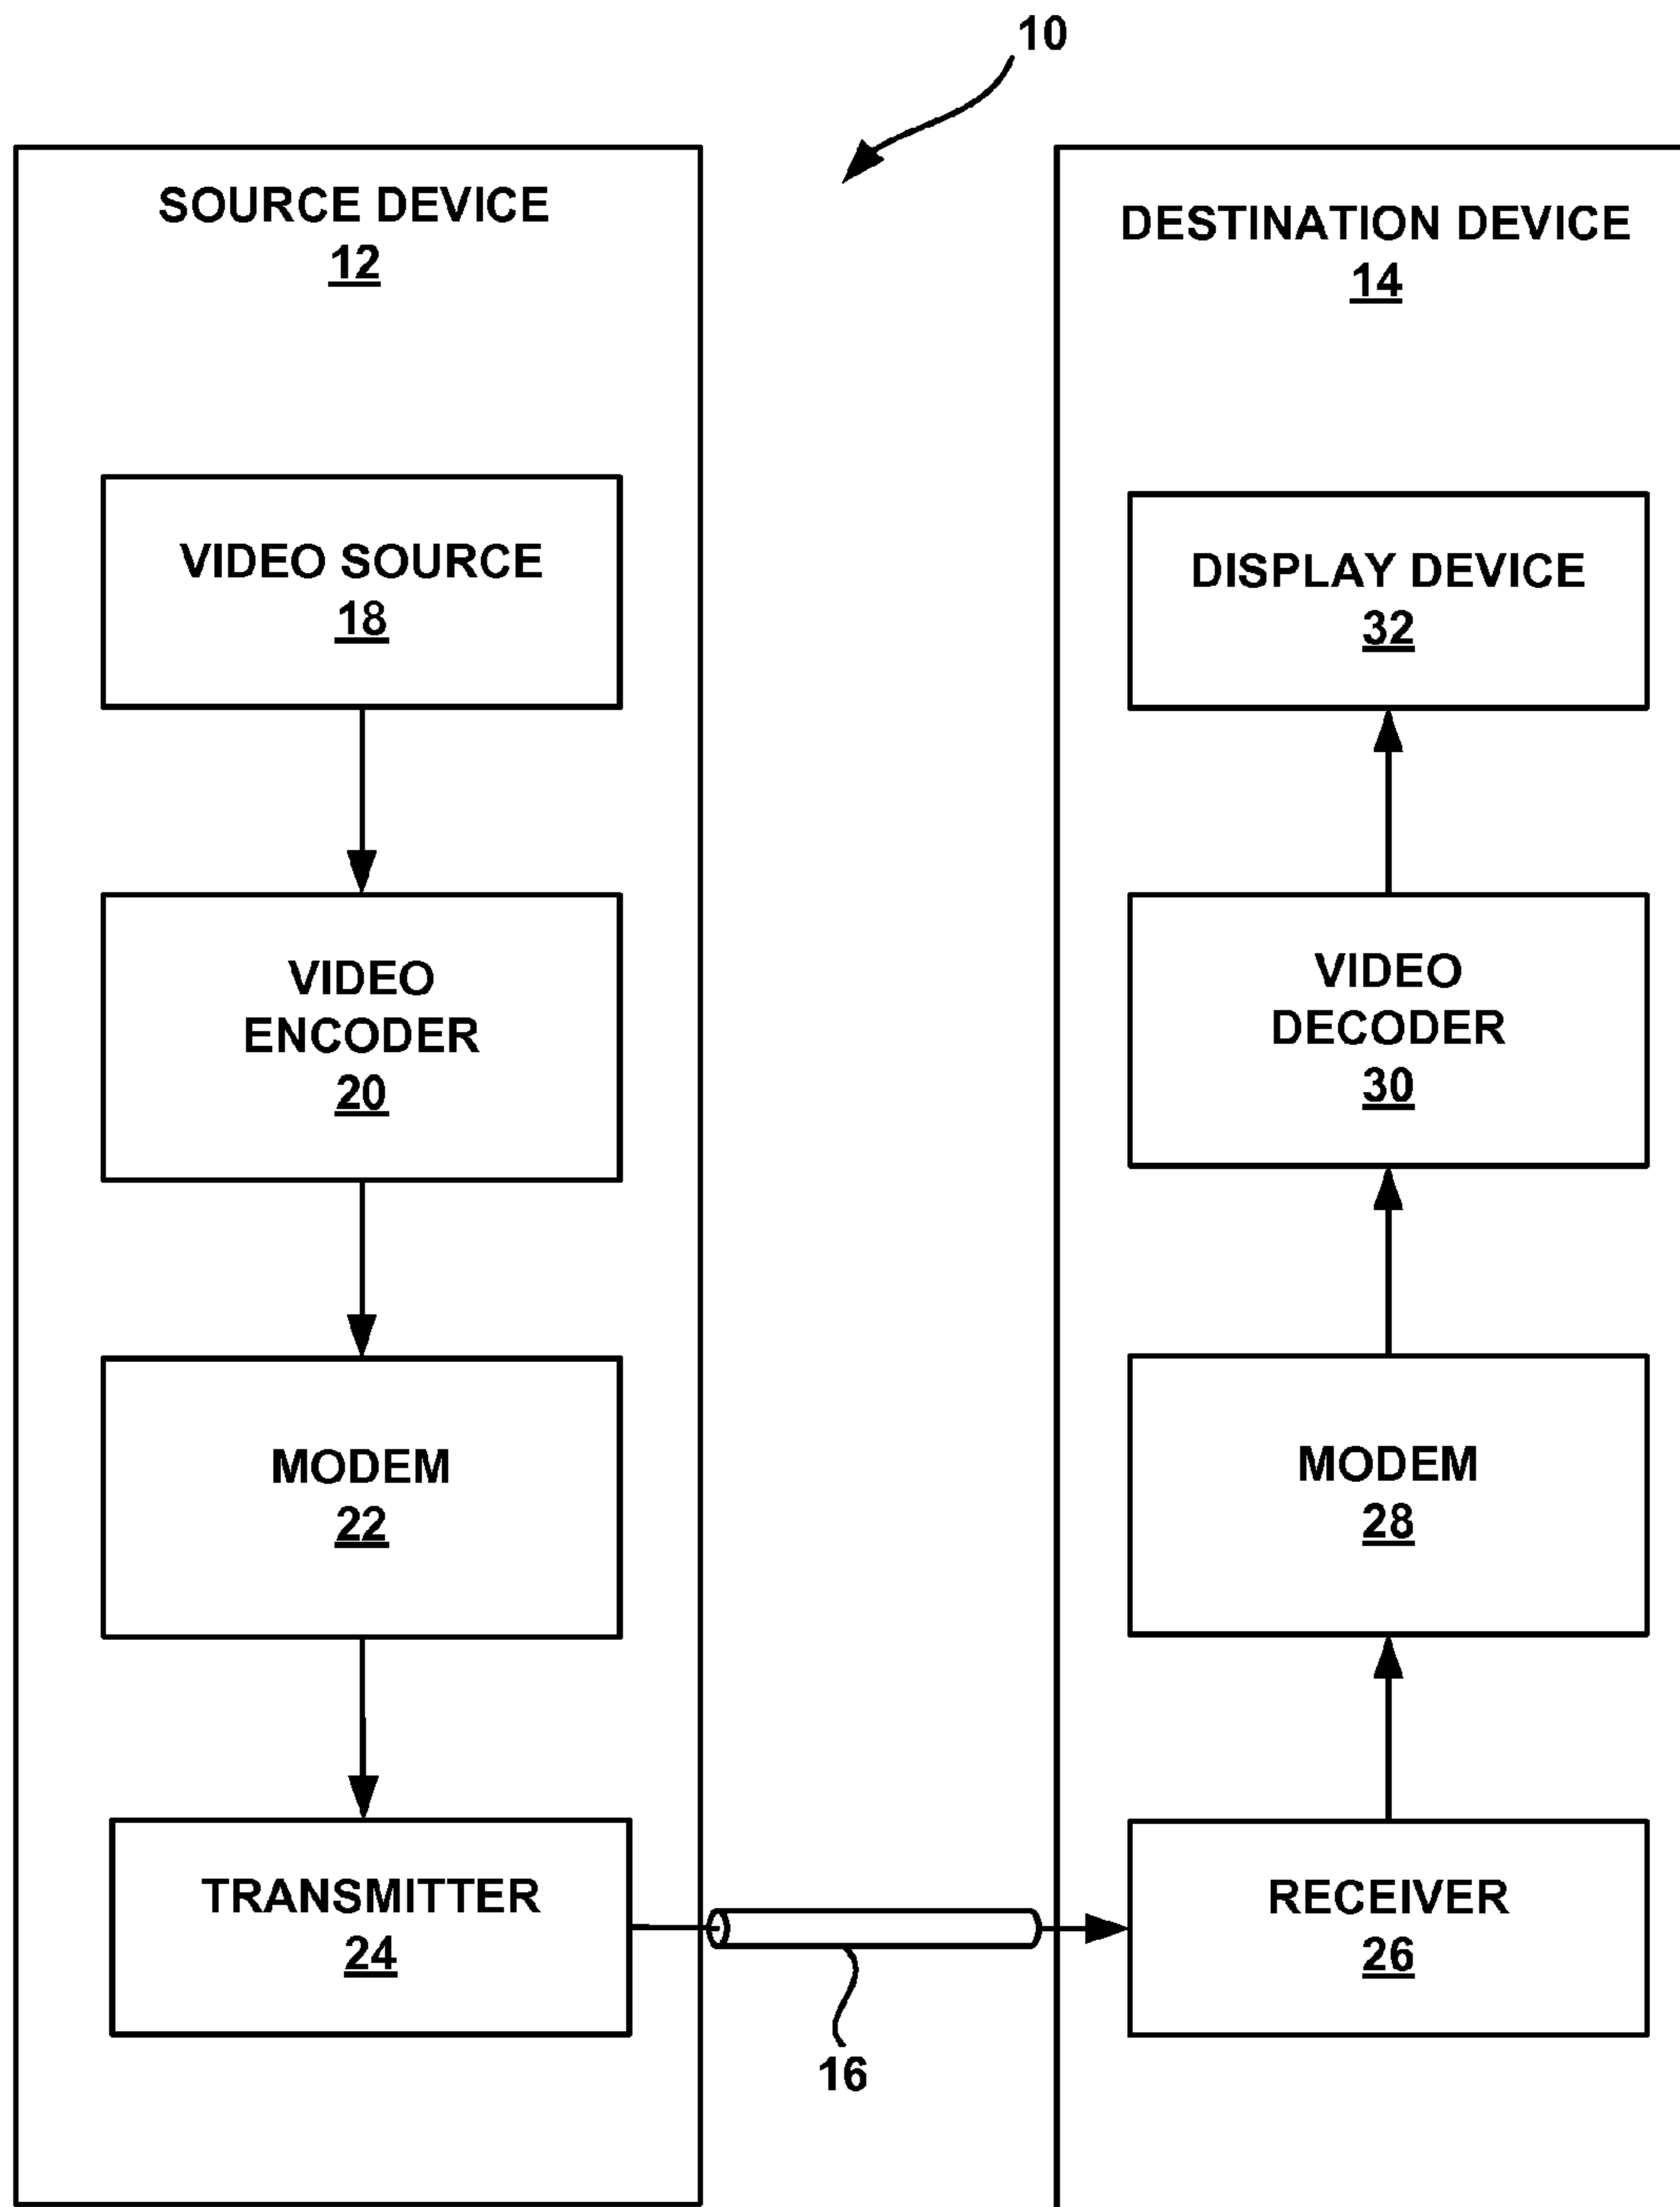 10
SOURCE DEVICE
12
VIDEO SOURCE
18
VIDEO
ENCODER
20
MODEM
22
TRANSMITTER
24
16
DESTINATION DEVICE
14
DISPLAY DEVICE
32
VIDEO
DECODER
30
MODEM
28
RECEIVER
26